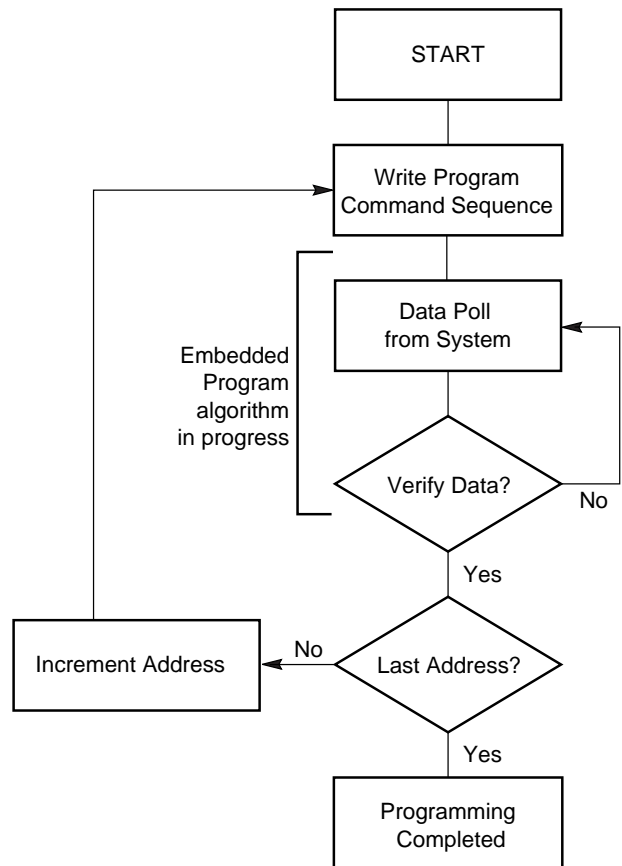 START
Write Program
Command Sequence
Data Poll
from System
Embedded
Program
algorithm
in progress
Verify Data?
No
Yes
Increment Address
No
Last Address?
Yes
Programming
Completed